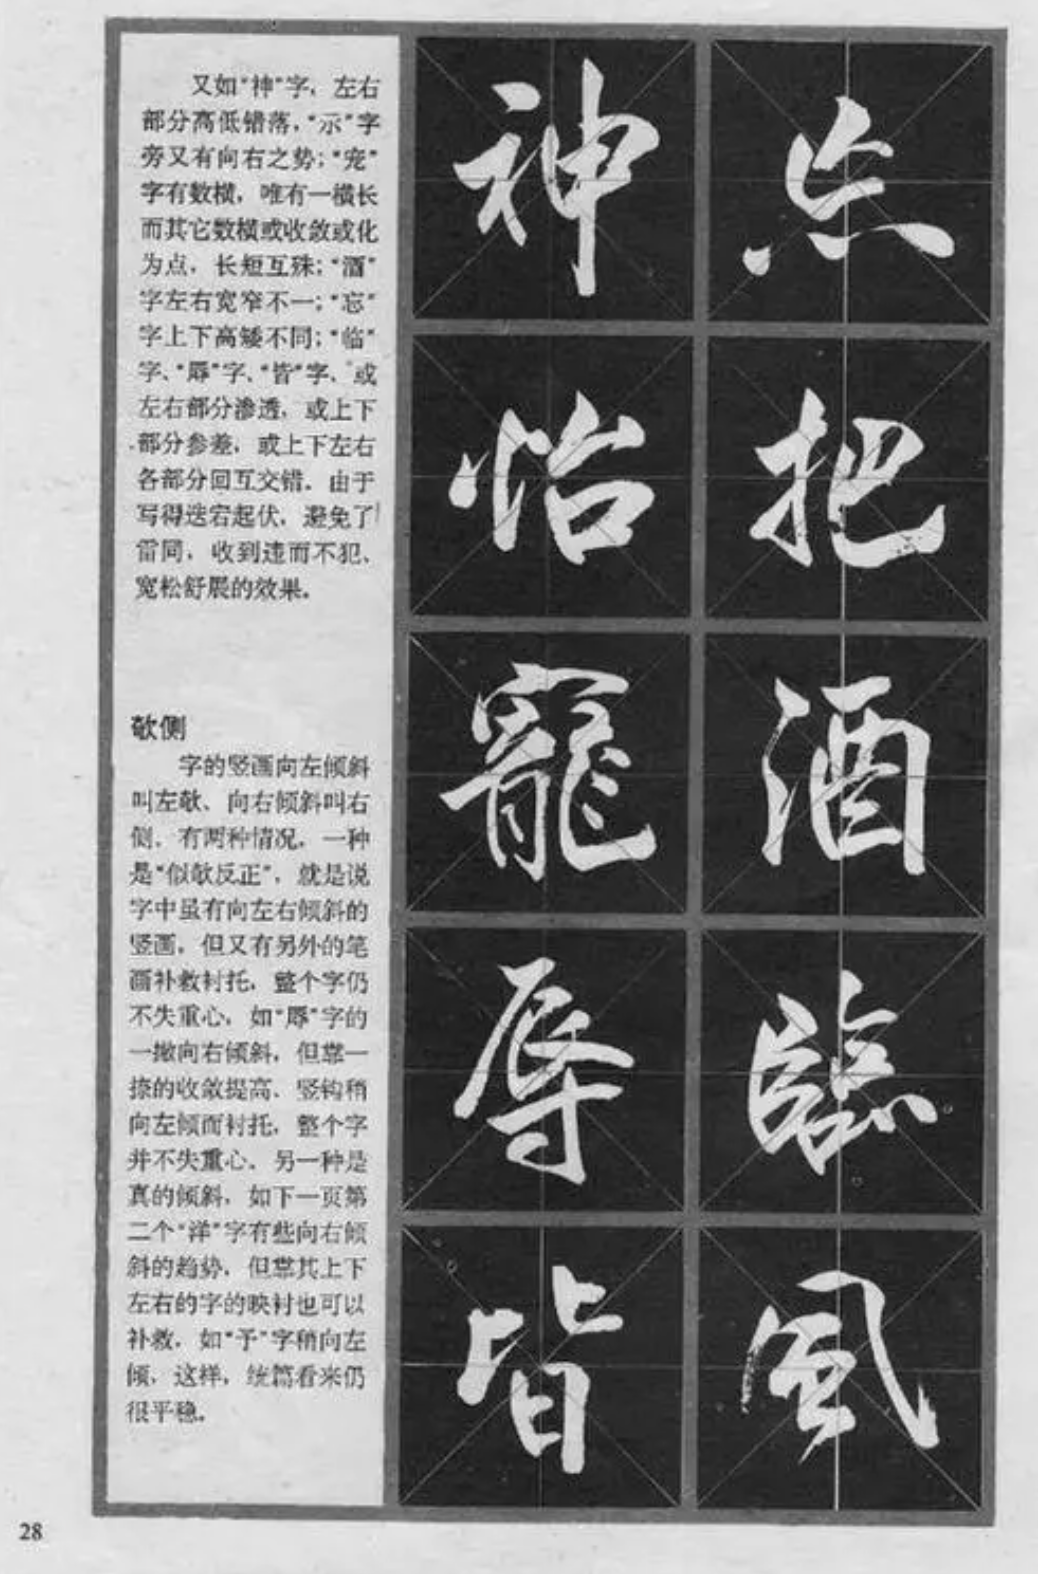 又如“神”字，左右
部分高低错落，“示”字
旁又有向右之势；“宠”
字有数横，唯有一横长
而其它数横或收敛或化
为点，长短互殊；“酒”
字左右宽窄不一；“忘”
字上下高矮不同；“临”
字、“辱”字、“皆”字、或
左右部分渗透，或上下
部分参差，或上下左右
各部分回互交错。由于
写得迭宕起伏，避免了
雷同，收到违而不犯、
宽松舒展的效果。
欹侧
字的竖画向左倾斜
叫左欹、向右倾斜叫右
侧。有两种情况，一种
是“似欹反正”，就是说
字中虽有向左右倾斜的
竖画，但又有另外的笔
画补救衬托，整个字仍
不失重心，如“辱”字的
一撇向右倾斜，但靠一
捺的收敛提高、竖钩稍
向左倾而衬托，整个字
并不失重心。另一种是
真的倾斜，如下一页第
二个“洋”字有些向右倾
斜的趋势，但靠其上下
左右的字的映衬也可以
补救，如“予”字稍向左
倾，这样，统篇看来仍
很平稳。
忘
把
酒
臨
風
神
怡
寵
辱
皆
28